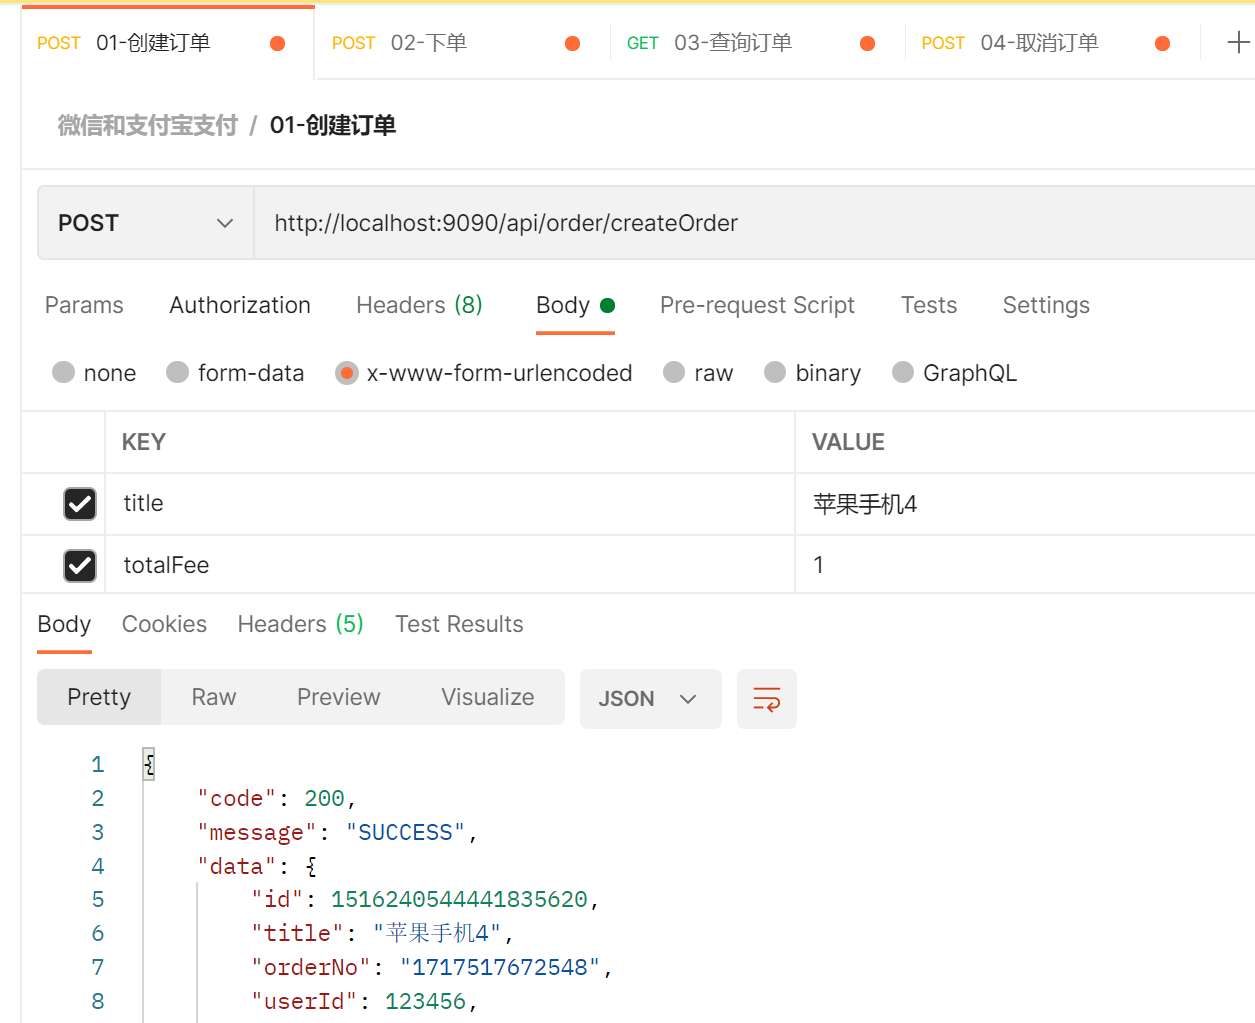 POST 01-创建订单 POST 02-下单 GET 03-查询订单 POST 04-取消订单
微信和支付宝支付 / 01-创建订单
POST http://localhost:9090/api/order/createOrder
Params Authorization Headers (8) Body Pre-request Script Tests Settings
none form-data x-www-form-urlencoded raw binary GraphQL
KEY VALUE
title 苹果手机4
totalFee 1
Body Cookies Headers (5) Test Results
Pretty Raw Preview Visualize JSON
1 {
2 "code": 200,
3 "message": "SUCCESS",
4 "data": {
5 "id": 1516240544441835620,
6 "title": "苹果手机4",
7 "orderNo": "1717517672548",
8 "userId": 123456,